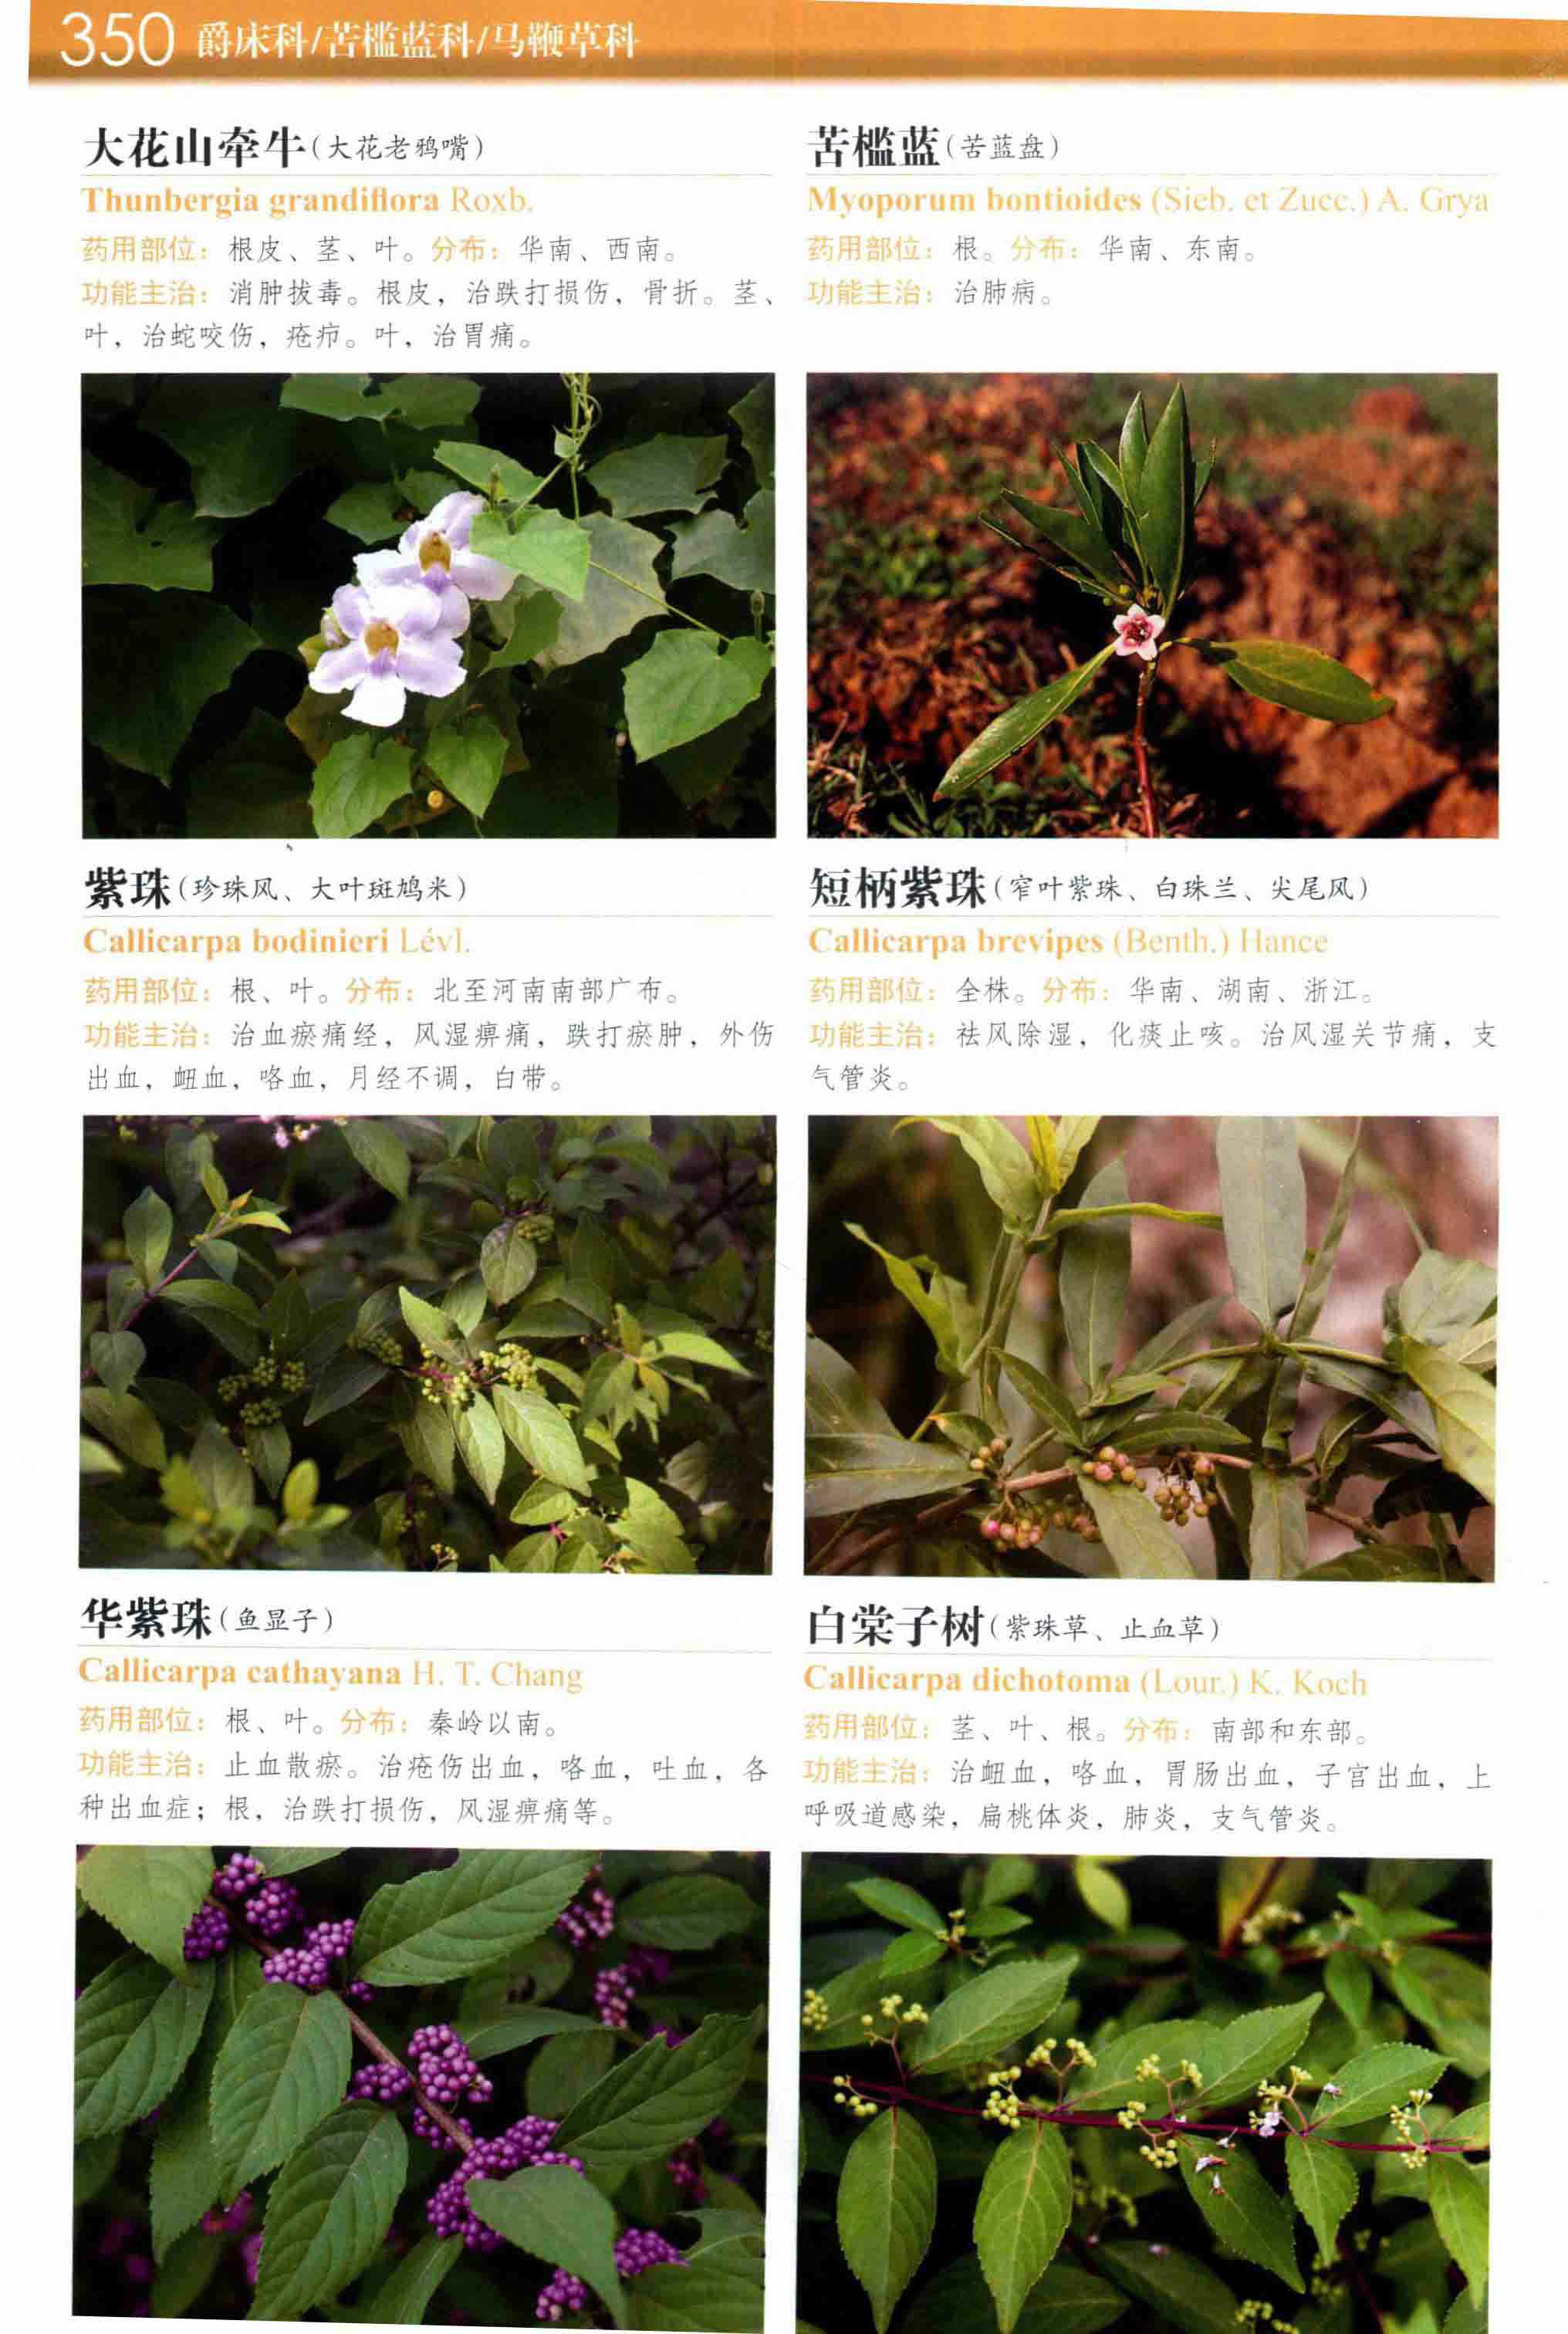 350 爵床科/苦槛蓝科/马鞭草科
大花山牵牛(大花老鸦嘴)
Thunbergia grandiflora Roxb.
药用部位：根皮、茎、叶。分布：华南、西南。
功能主治：消肿拔毒。根皮，治跌打损伤，骨折。茎、
叶，治蛇咬伤，疮疖。叶，治胃痛。
苦槛蓝(苦蓝盘)
Myoporum bontioides (Sieb. et Zucc.) A. Grya
药用部位：根。分布：华南、东南。
功能主治：治肺病。
紫珠(珍珠风、大叶斑鸠米)
Callicarpa bodinieri Lévl.
药用部位：根、叶。分布：北至河南南部广布。
功能主治：治血瘀痛经，风湿痹痛，跌打瘀肿，外伤
出血，衄血，咯血，月经不调，白带。
短柄紫珠(窄叶紫珠、白珠兰、尖尾风)
Callicarpa brevipes (Benth.) Hance
药用部位：全株。分布：华南、湖南、浙江。
功能主治：祛风除湿，化痰止咳。治风湿关节痛，支
气管炎。
华紫珠(鱼显子)
Callicarpa cathayana H. T. Chang
药用部位：根、叶。分布：秦岭以南。
功能主治：止血散瘀。治疮伤出血，咯血，吐血，各
种出血症；根，治跌打损伤，风湿痹痛等。
白棠子树(紫珠草、止血草)
Callicarpa dichotoma (Lour.) K. Koch
药用部位：茎、叶、根。分布：南部和东部。
功能主治：治衄血，咯血，胃肠出血，子宫出血，上
呼吸道感染，扁桃体炎，肺炎，支气管炎。